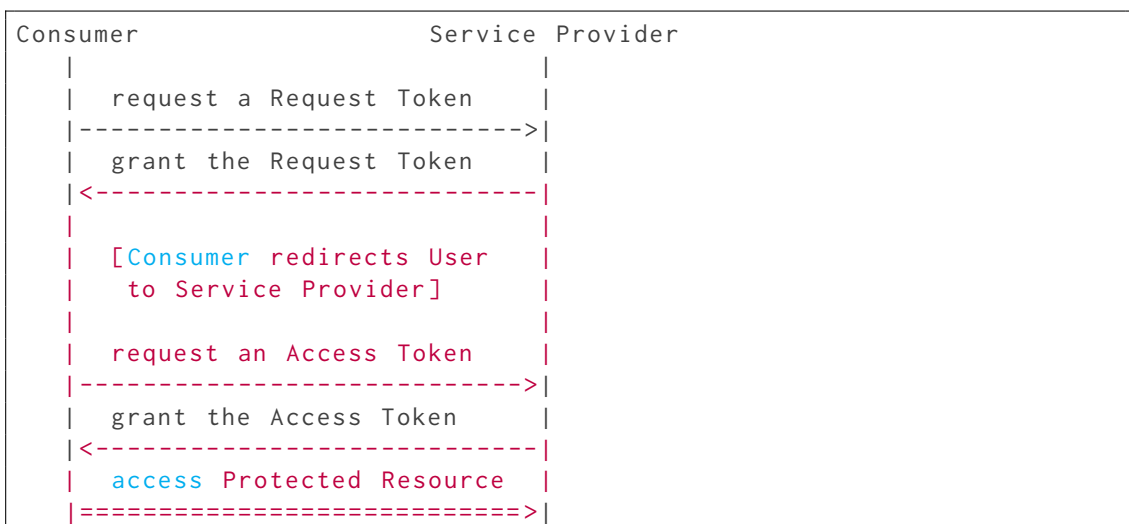 Consumer                  Service Provider
   |                             |
   |  request a Request Token    |
   |---------------------------->|
   |  grant the Request Token    |
   |<----------------------------|
   |                             |
   |  [Consumer redirects User   |
   |   to Service Provider]      |
   |                             |
   |  request an Access Token    |
   |---------------------------->|
   |  grant the Access Token     |
   |<----------------------------|
   |  access Protected Resource  |
   |============================>|